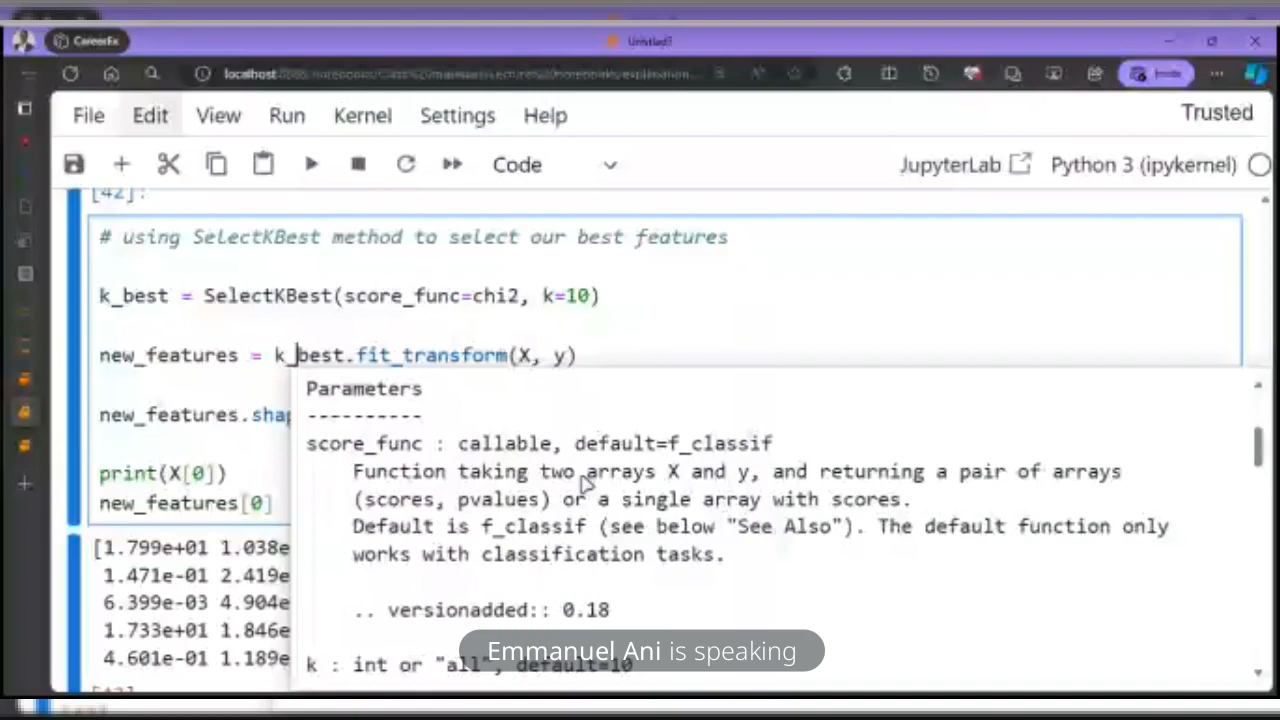 CareerEx
Untitled?
localhost
File Edit View Run Kernel Settings Help Trusted
Code JupyterLab Python 3 (ipykernel)
[42]:
# using SelectKBest method to select our best features
k_best = SelectKBest(score_func=chi2, k=10)
new_features = k_best.fit_transform(X, y)
new_features.shap
print(X[0])
new_features[0]
Parameters
----------
score_func : callable, default=f_classif
Function taking two arrays X and y, and returning a pair of arrays
(scores, pvalues) or a single array with scores.
Default is f_classif (see below "See Also"). The default function only
works with classification tasks.
.. versionadded:: 0.18
k : int or "all", default=10
[1.799e+01 1.038e
1.471e-01 2.419e
6.399e-03 4.904e
1.733e+01 1.846e
4.601e-01 1.189e
Emmanuel Ani is speaking